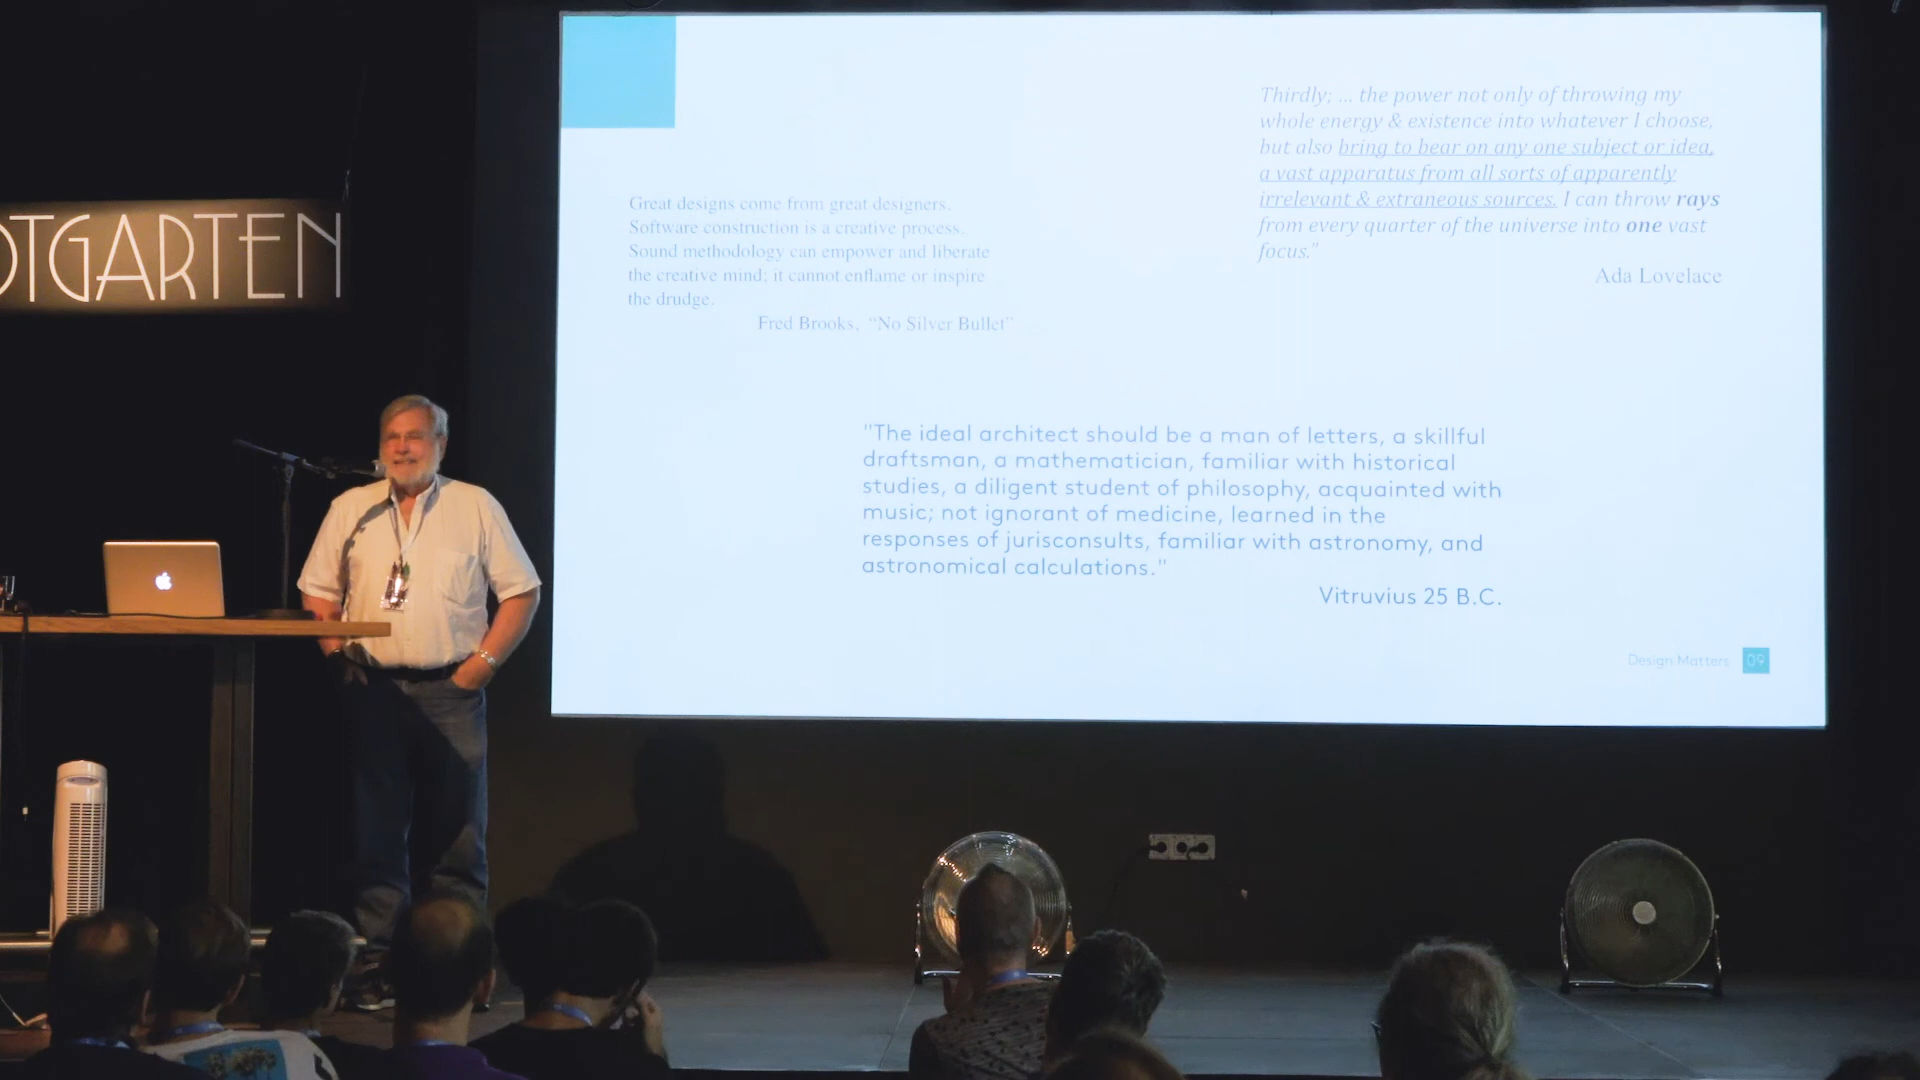 OTGARTEN
Great designs come from great designers.
Software construction is a creative process.
Sound methodology can empower and liberate
the creative mind; it cannot enflame or inspire
the drudge.
Fred Brooks, “No Silver Bullet”
Thirdly; ... the power not only of throwing my
whole energy & existence into whatever I choose,
but also bring to bear on any one subject or idea,
a vast apparatus from all sorts of apparently
irrelevant & extraneous sources. I can throw rays
from every quarter of the universe into one vast
focus."
Ada Lovelace
"The ideal architect should be a man of letters, a skillful
draftsman, a mathematician, familiar with historical
studies, a diligent student of philosophy, acquainted with
music; not ignorant of medicine, learned in the
responses of jurisconsults, familiar with astronomy, and
astronomical calculations."
Vitruvius 25 B.C.
Design Matters 09